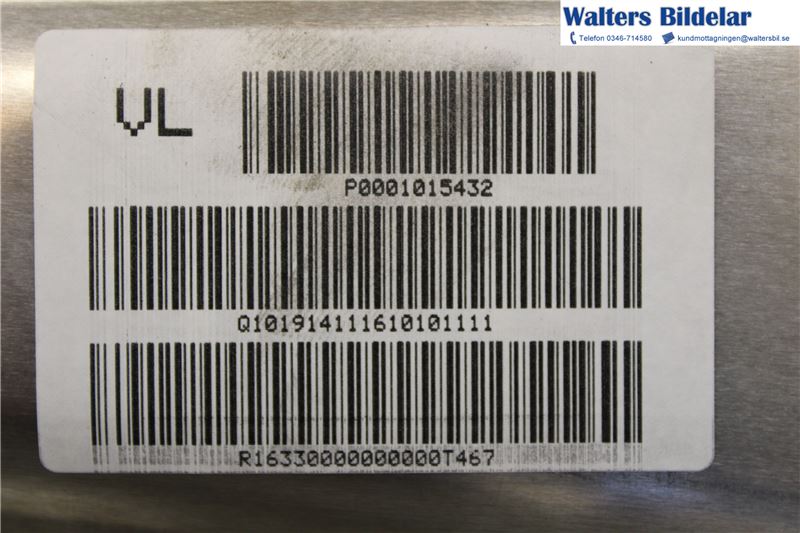 Walters Bildelar
Telefon 0346-714580 kundmottagningen@waltersbil.se
VL
P0001015432
Q1019141111610101111
R16330000000000T467